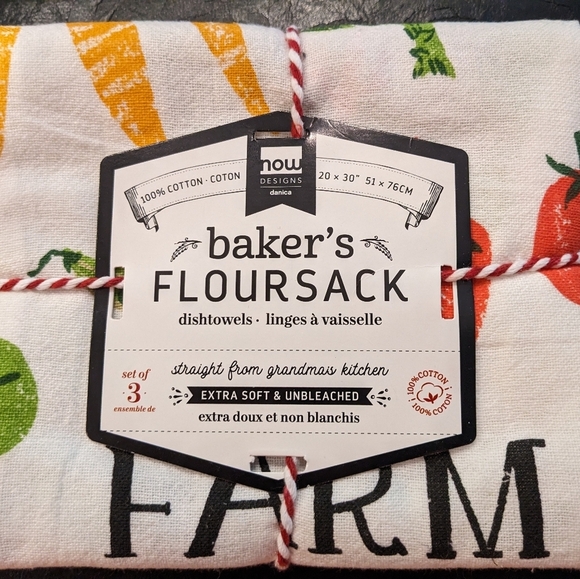 now
DESIGNS
danica
100% COTTON · COTON
20 × 30" 51 × 76CM
baker's
FLOURSACK
dishtowels · linges à vaisselle
straight from grandma's kitchen
set of
·3·
ensemble de
EXTRA SOFT & UNBLEACHED
extra doux et non blanchis
100% COTTON
100% COTON
FARM